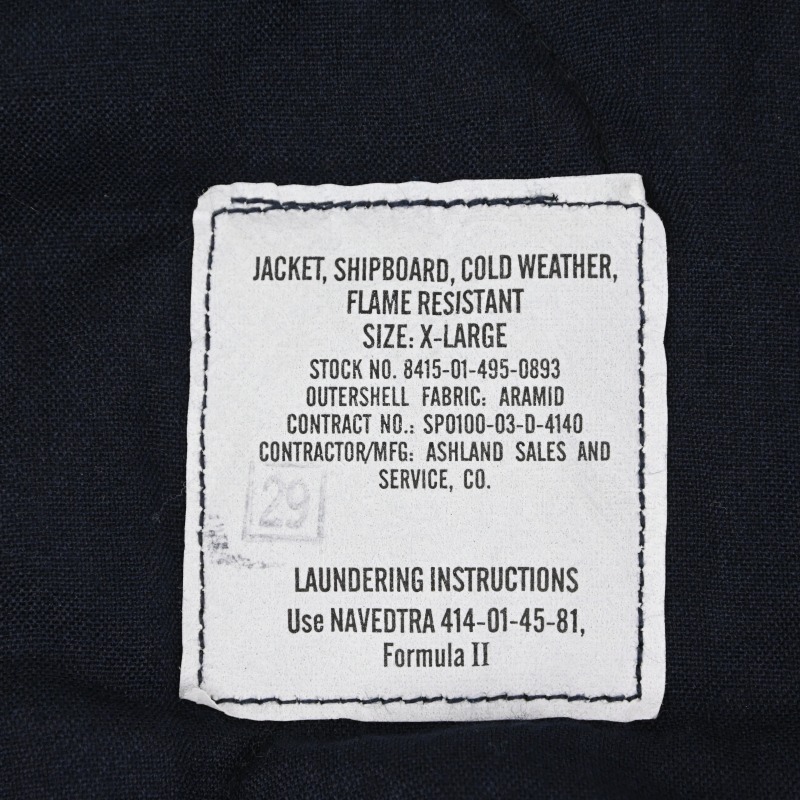 JACKET, SHIPBOARD, COLD WEATHER,
FLAME RESISTANT
SIZE: X-LARGE
STOCK NO. 8415-01-495-0893
OUTERSHELL FABRIC: ARAMID
CONTRACT NO.: SPO100-03-D-4140
CONTRACTOR/MFG: ASHLAND SALES AND
SERVICE, CO.
29
LAUNDERING INSTRUCTIONS
Use NAVEDTRA 414-01-45-81,
Formula II